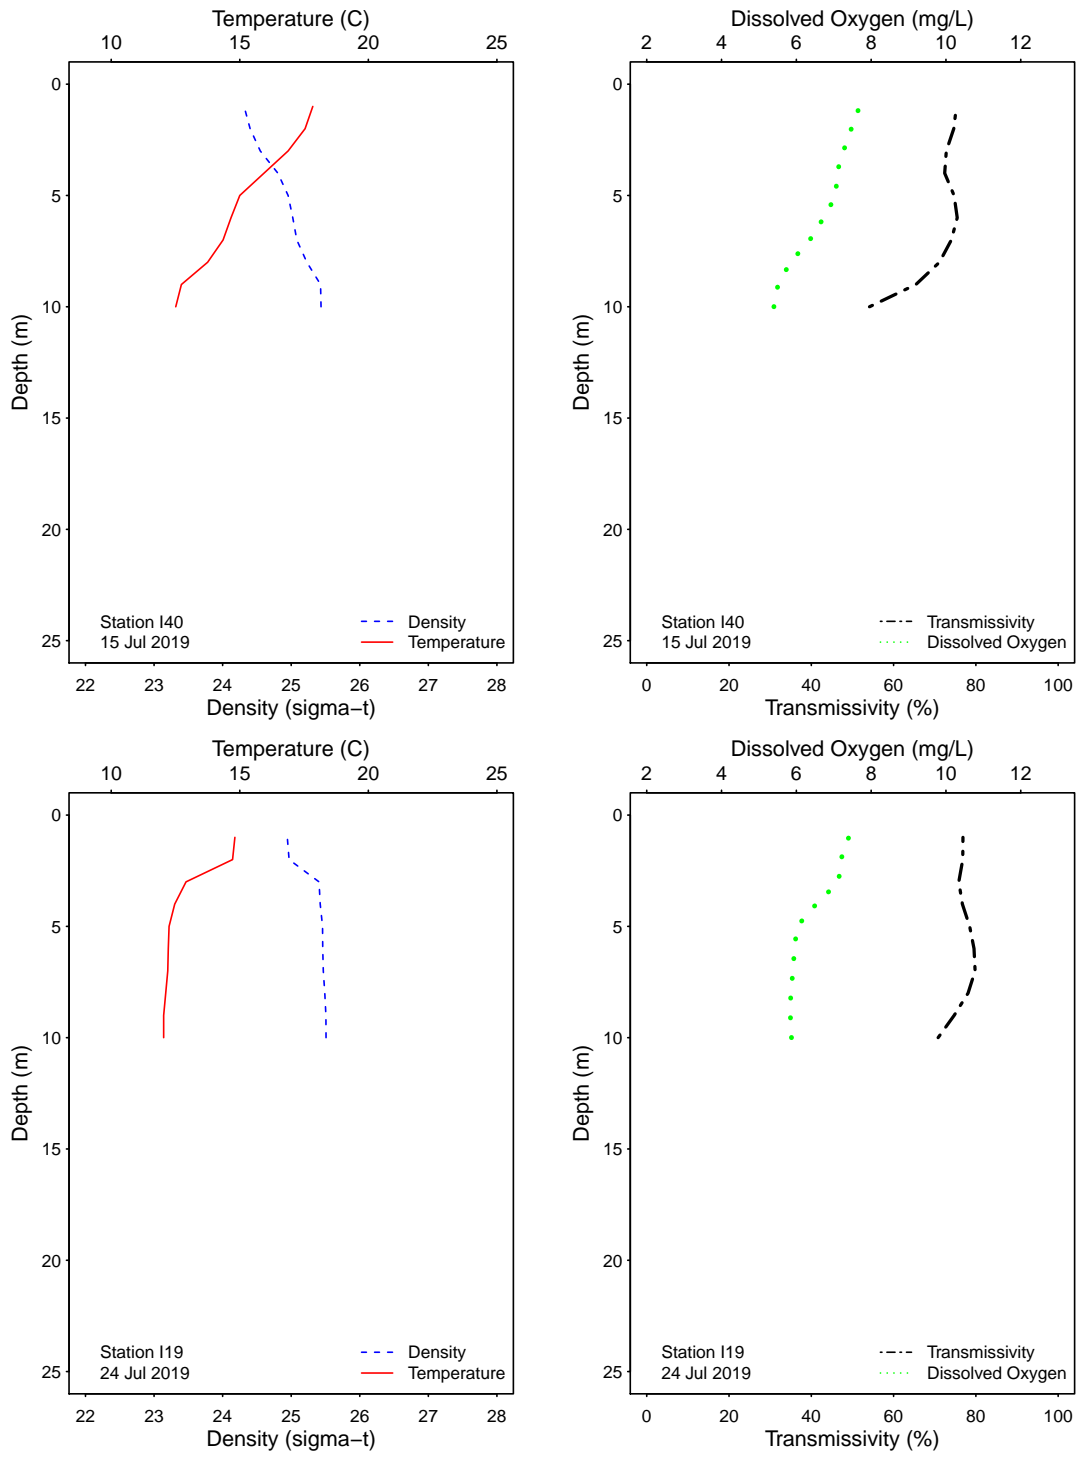 Temperature (C)
10 15 20 25
0
5
10
15
20
25
Depth (m)
Station I40
15 Jul 2019
Density
Temperature
22 23 24 25 26 27 28
Density (sigma−t)
Dissolved Oxygen (mg/L)
2 4 6 8 10 12
0
5
10
15
20
25
Depth (m)
Station I40
15 Jul 2019
Transmissivity
Dissolved Oxygen
0 20 40 60 80 100
Transmissivity (%)
Temperature (C)
10 15 20 25
0
5
10
15
20
25
Depth (m)
Station I19
24 Jul 2019
Density
Temperature
22 23 24 25 26 27 28
Density (sigma−t)
Dissolved Oxygen (mg/L)
2 4 6 8 10 12
0
5
10
15
20
25
Depth (m)
Station I19
24 Jul 2019
Transmissivity
Dissolved Oxygen
0 20 40 60 80 100
Transmissivity (%)